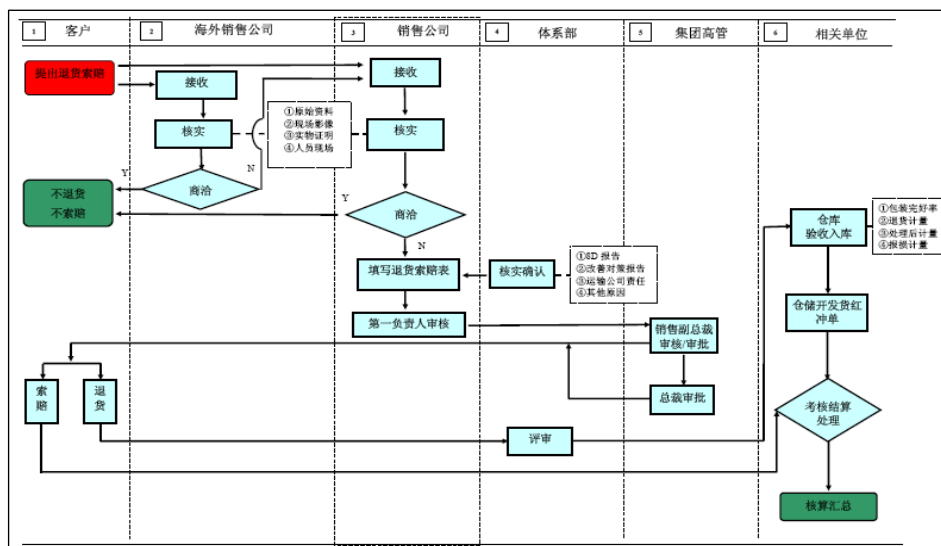 1 客户
2 海外销售公司
3 销售公司
4 体系部
5 集团高管
6 相关单位
提出退货索赔
接收
接收
核实
①原始资料
②现场影像
③实物证明
④人员现场
核实
Y
商洽
N
不退货
不索赔
Y
商洽
N
仓库
验收入库
①包装完好率
②退货计量
③处理后计量
④报损计量
填写退货索赔表
核实确认
①8D 报告
②改善对策报告
③运输公司责任
④其他原因
第一负责人审核
销售副总裁
审核/审批
仓储开发货红
冲单
索
赔
退
货
总裁审批
考核结算
处理
评审
核算汇总